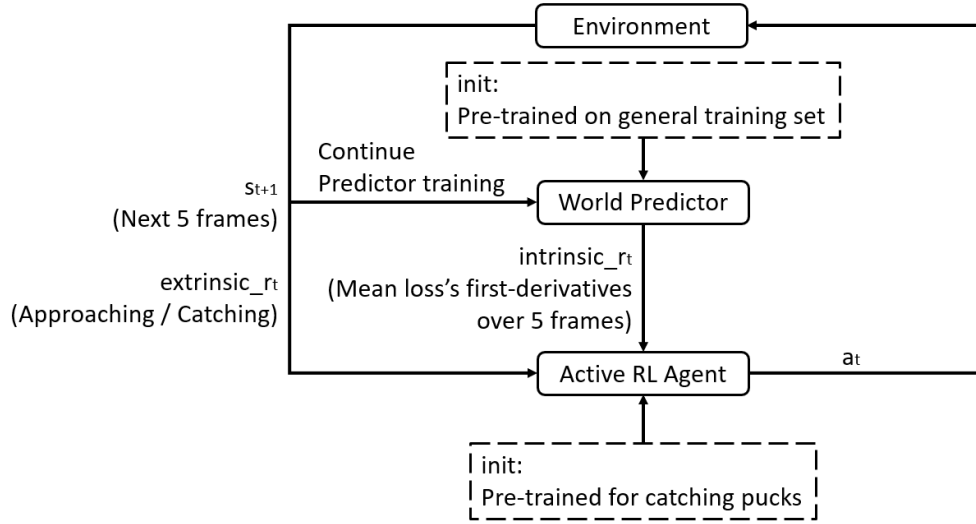 Environment
init:
Pre-trained on general training set
Continue
Predictor training
st+1
(Next 5 frames)
World Predictor
extrinsic_rt
(Approaching / Catching)
intrinsic_rt
(Mean loss’s first-derivatives
over 5 frames)
Active RL Agent
at
init:
Pre-trained for catching pucks